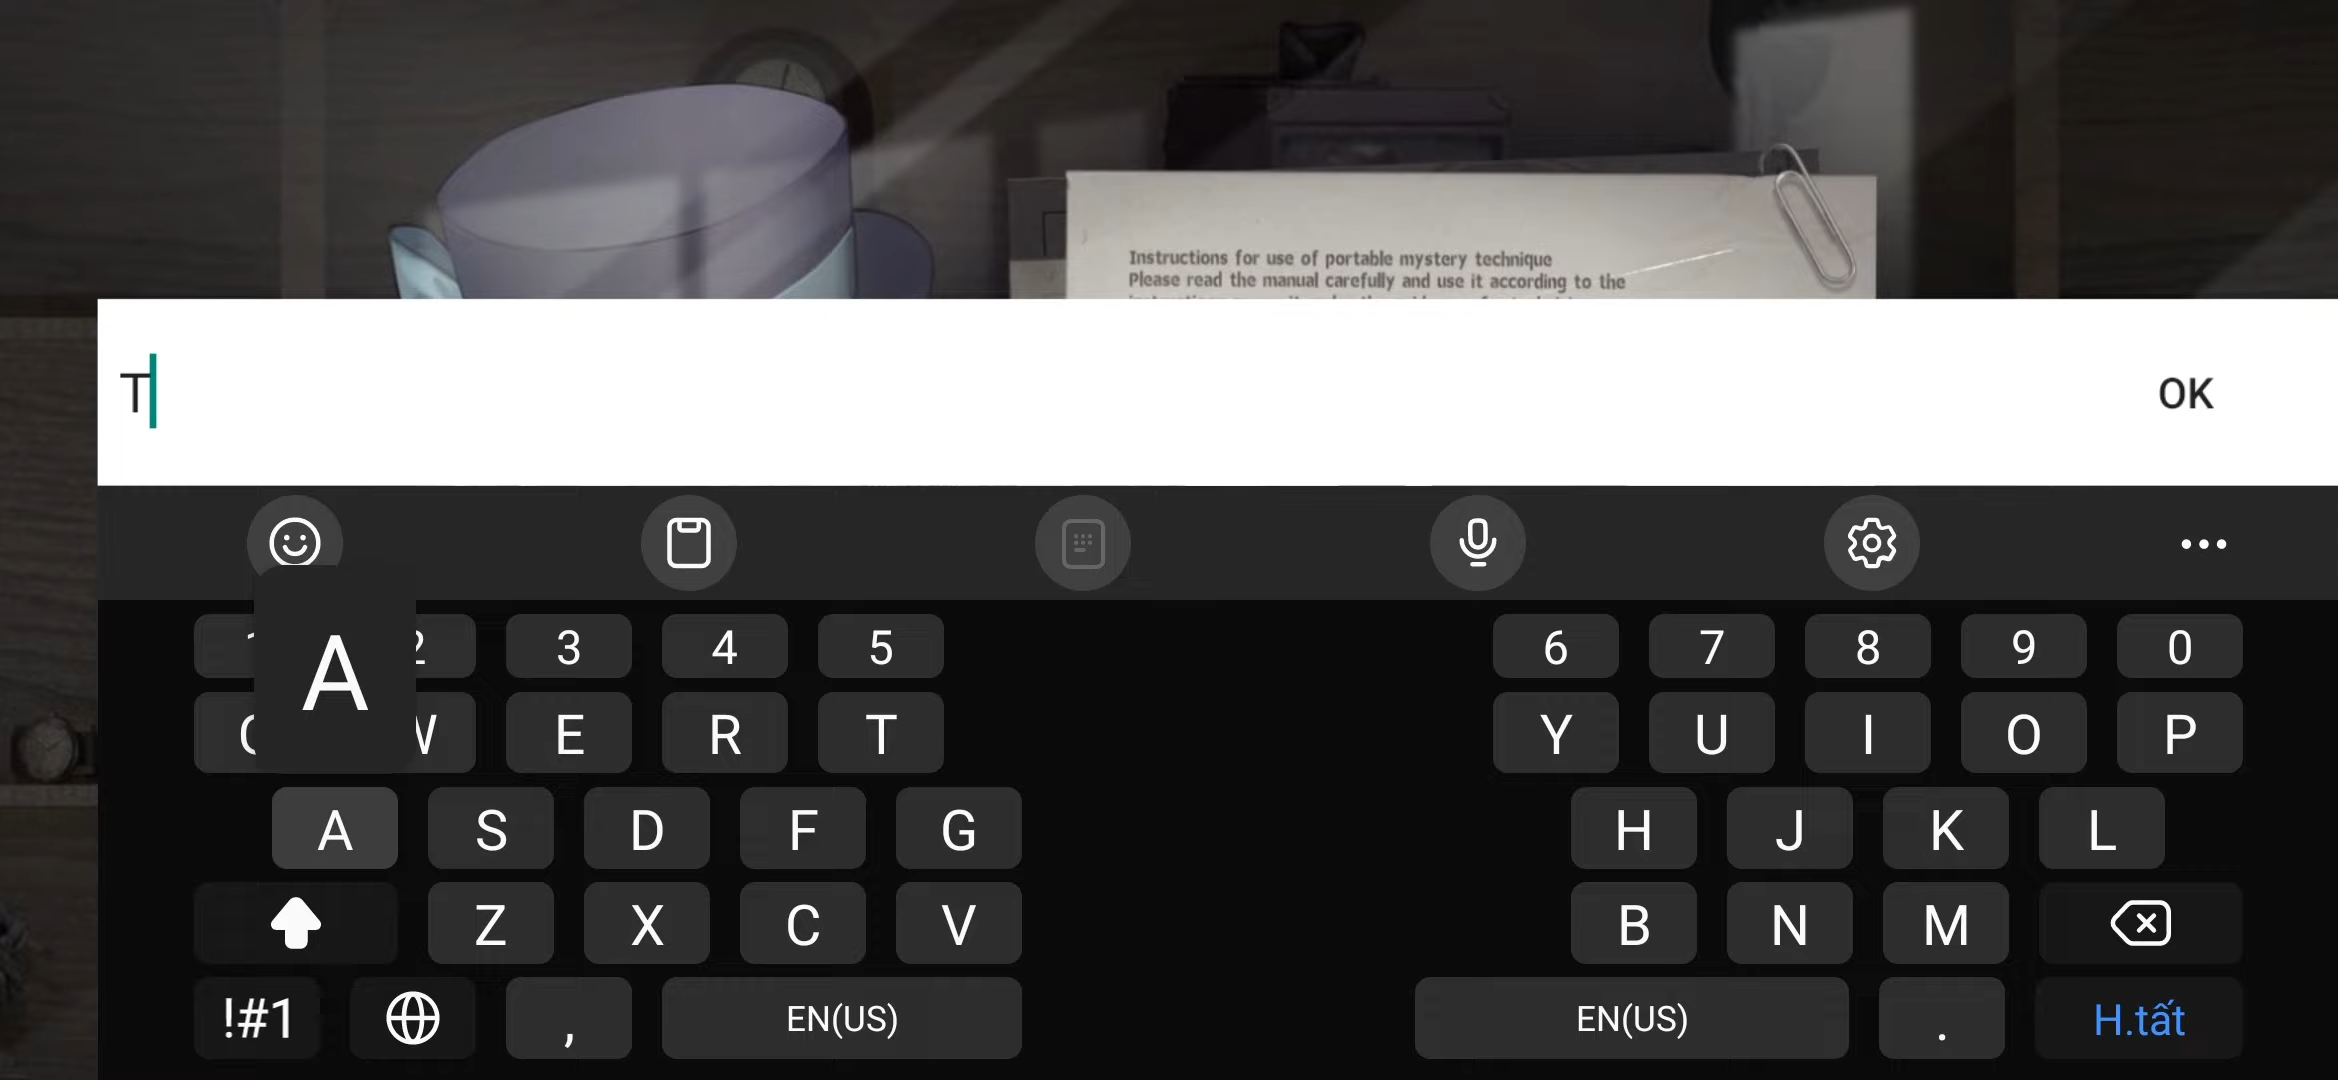 Instructions for use of portable mystery technique
Please read the manual carefully and use it according to the
T
OK
3 4 5 6 7 8 9 0
A
E R T Y U I O P
A S D F G H J K L
Z X C V B N M
!#1 , EN(US) EN(US) . H.tất